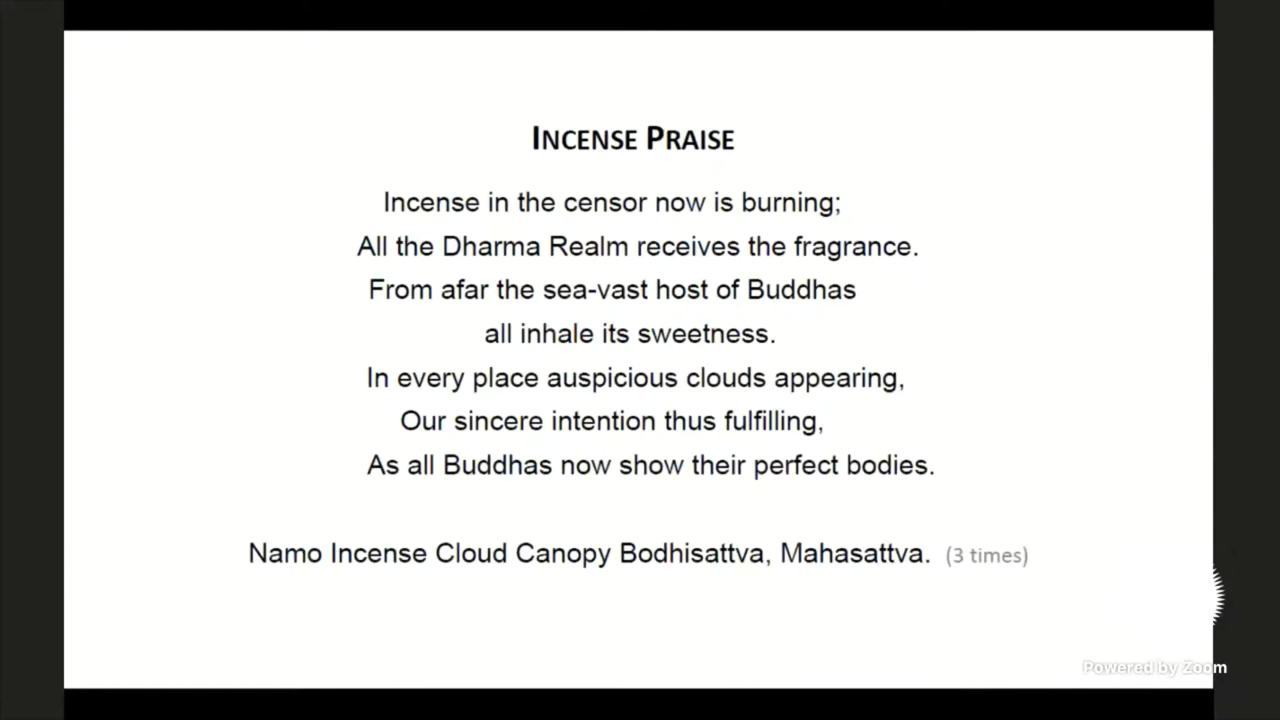 INCENSE PRAISE
Incense in the censor now is burning;
All the Dharma Realm receives the fragrance.
From afar the sea-vast host of Buddhas
all inhale its sweetness.
In every place auspicious clouds appearing,
Our sincere intention thus fulfilling,
As all Buddhas now show their perfect bodies.
Namo Incense Cloud Canopy Bodhisattva, Mahasattva. (3 times)
Powered by Zoom